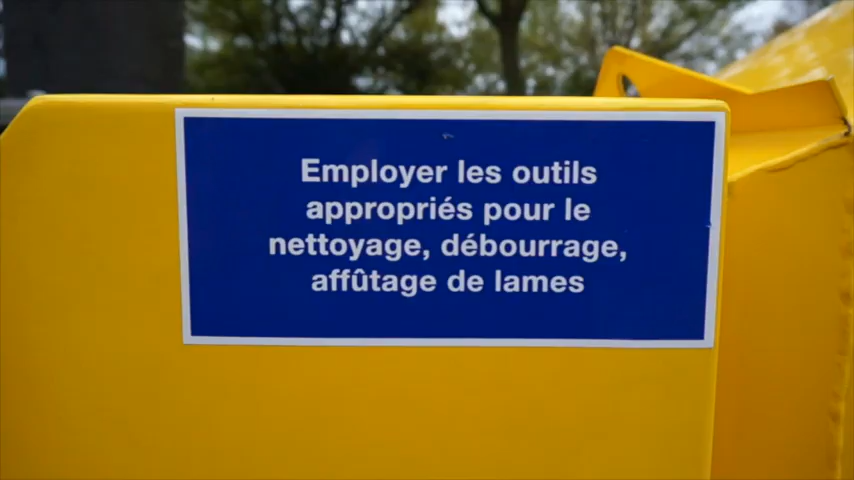 Employer les outils
appropriés pour le
nettoyage, débourrage,
affûtage de lames